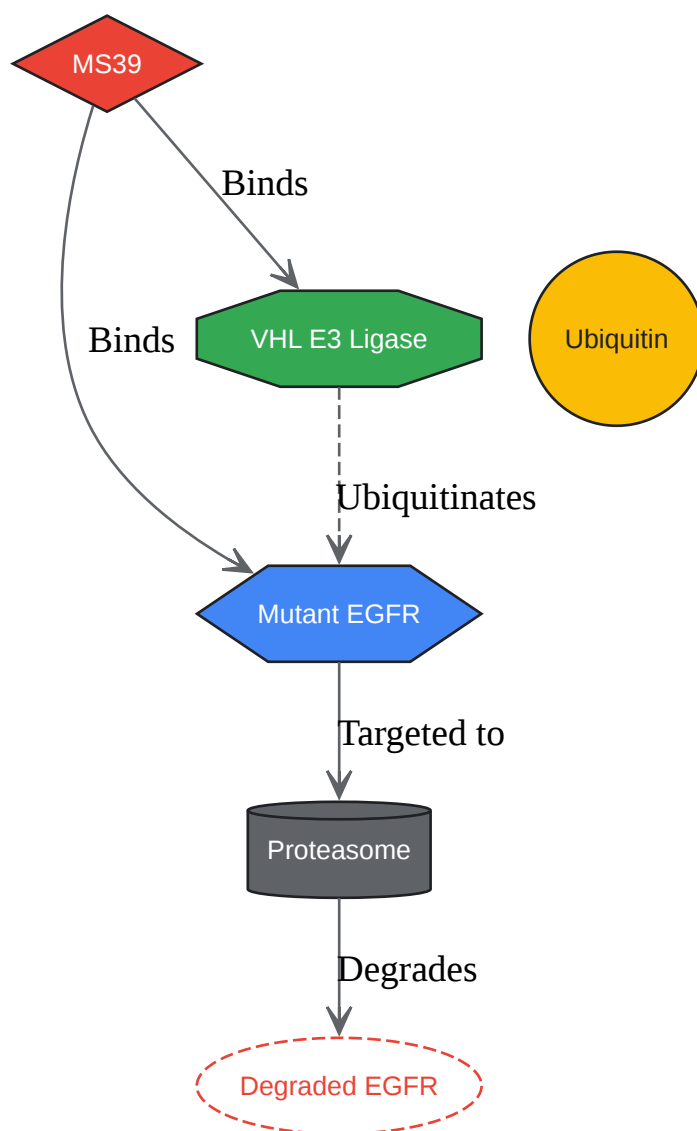 MS39
Binds
VHL E3 Ligase
Ubiquitin
Binds
Ubiquitinates
Mutant EGFR
Targeted to
Proteasome
Degrades
Degraded EGFR